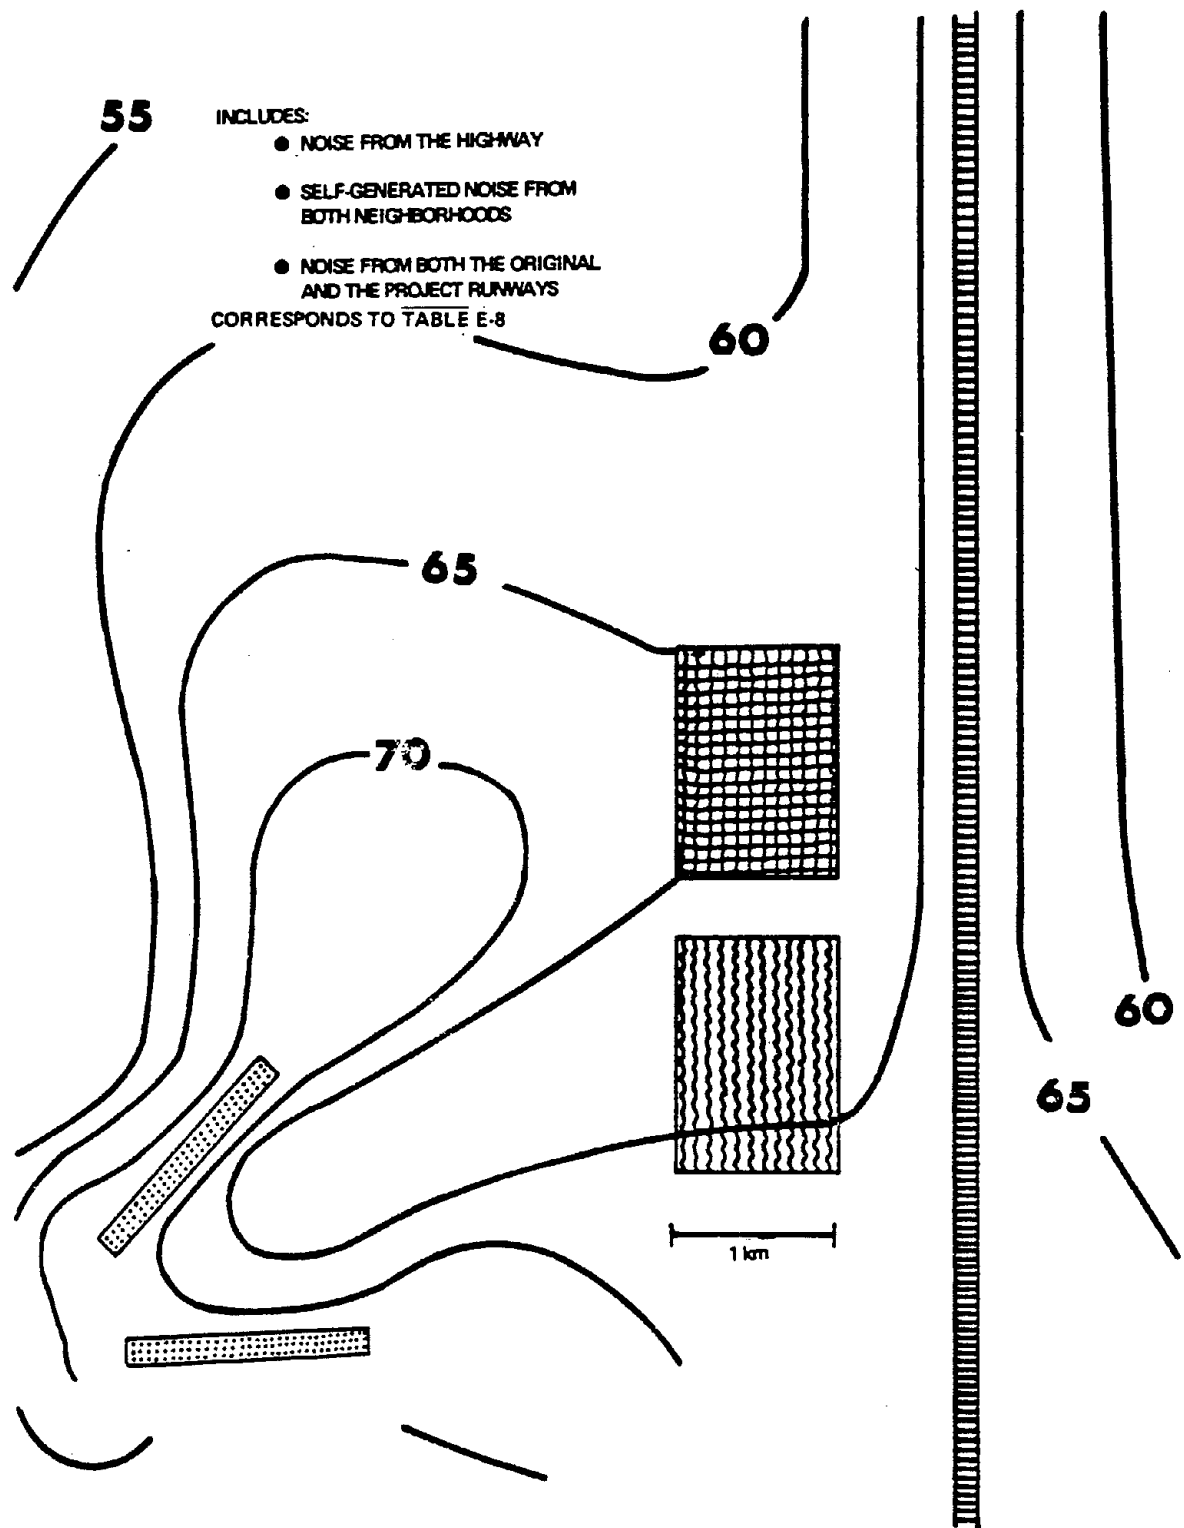 55
INCLUDES:
● NOISE FROM THE HIGHWAY
● SELF-GENERATED NOISE FROM
BOTH NEIGHBORHOODS
● NOISE FROM BOTH THE ORIGINAL
AND THE PROJECT RUNWAYS
CORRESPONDS TO TABLE E-8
60
65
70
60
65
1 km